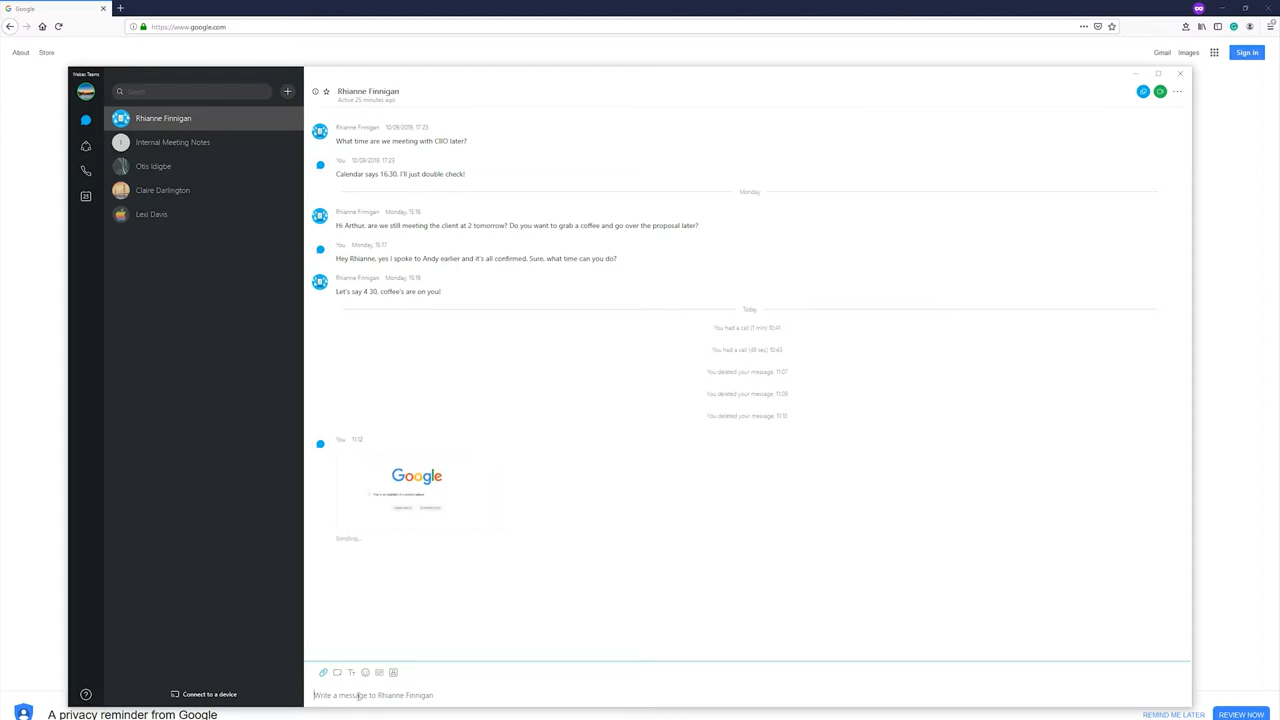 Google
https://www.google.com
About Store
Gmail Images
Sign in
Webex Teams
Search
Rhianne Finnigan
Internal Meeting Notes
Otis Idigbe
Claire Darlington
Lexi Davis
25
Connect to a device
Rhianne Finnigan
Active 25 minutes ago
Rhianne Finnigan 10/09/2019, 17:23
What time are we meeting with CIIO later?
You 10/09/2019, 17:23
Calendar says 16.30, I'll just double check!
Monday
Rhianne Finnigan Monday, 15:16
Hi Arthur, are we still meeting the client at 2 tomorrow? Do you want to grab a coffee and go over the proposal later?
You Monday, 15:17
Hey Rhianne, yes I spoke to Andy earlier and it's all confirmed. Sure, what time can you do?
Rhianne Finnigan Monday, 15:19
Let's say 4 30, coffee's are on you!
Today
You had a call (1 min) 10:41
You had a call (48 sec) 10:43
You deleted your message. 11:07
You deleted your message. 11:09
You deleted your message. 11:10
You 11:12
Google
Sending...
Write a message to Rhianne Finnigan
A privacy reminder from Google
REMIND ME LATER
REVIEW NOW